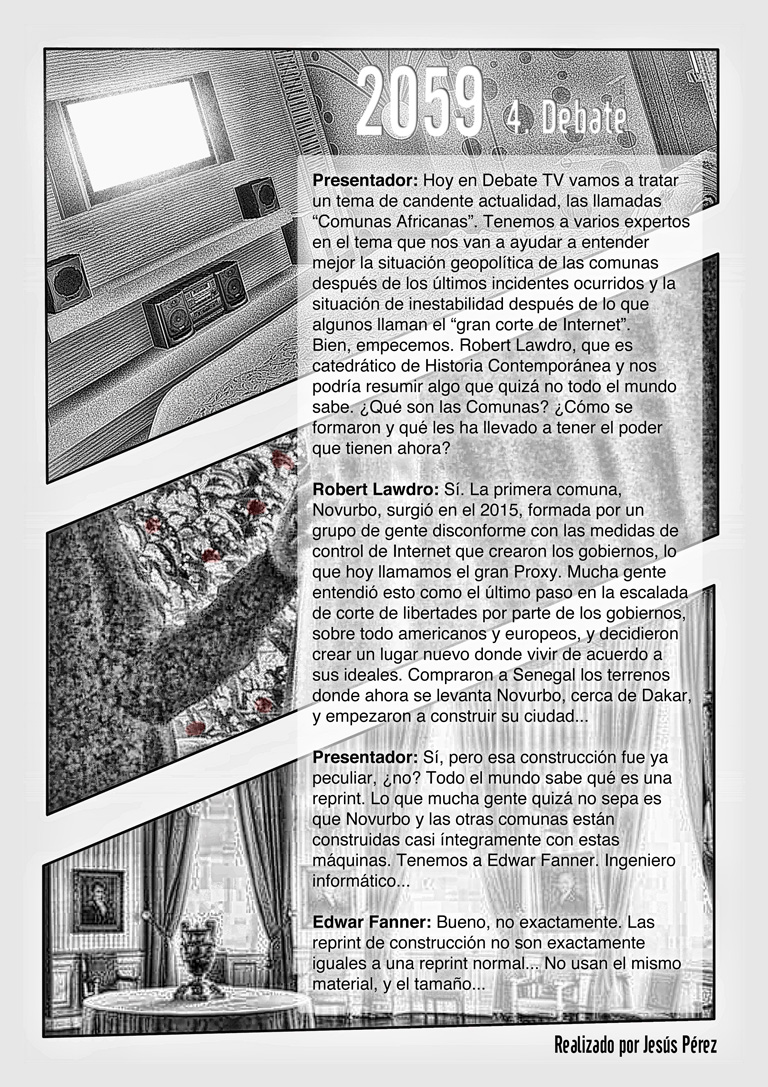 2059 4. Debate
Presentador: Hoy en Debate TV vamos a tratar
un tema de candente actualidad, las llamadas
“Comunas Africanas”. Tenemos a varios expertos
en el tema que nos van a ayudar a entender
mejor la situación geopolítica de las comunas
después de los últimos incidentes ocurridos y la
situación de inestabilidad después de lo que
algunos llaman el “gran corte de Internet”.
Bien, empecemos. Robert Lawdro, que es
catedrático de Historia Contemporánea y nos
podría resumir algo que quizá no todo el mundo
sabe. ¿Qué son las Comunas? ¿Cómo se
formaron y qué les ha llevado a tener el poder
que tienen ahora?
Robert Lawdro: Sí. La primera comuna,
Novurbo, surgió en el 2015, formada por un
grupo de gente disconforme con las medidas de
control de Internet que crearon los gobiernos, lo
que hoy llamamos el gran Proxy. Mucha gente
entendió esto como el último paso en la escalada
de corte de libertades por parte de los gobiernos,
sobre todo americanos y europeos, y decidieron
crear un lugar nuevo donde vivir de acuerdo a
sus ideales. Compraron a Senegal los terrenos
donde ahora se levanta Novurbo, cerca de Dakar,
y empezaron a construir su ciudad...
Presentador: Sí, pero esa construcción fue ya
peculiar, ¿no? Todo el mundo sabe qué es una
reprint. Lo que mucha gente quizá no sepa es
que Novurbo y las otras comunas están
construidas casi íntegramente con estas
máquinas. Tenemos a Edwar Fanner. Ingeniero
informático...
Edwar Fanner: Bueno, no exactamente. Las
reprint de construcción no son exactamente
iguales a una reprint normal... No usan el mismo
material, y el tamaño...
Realizado por Jesús Pérez